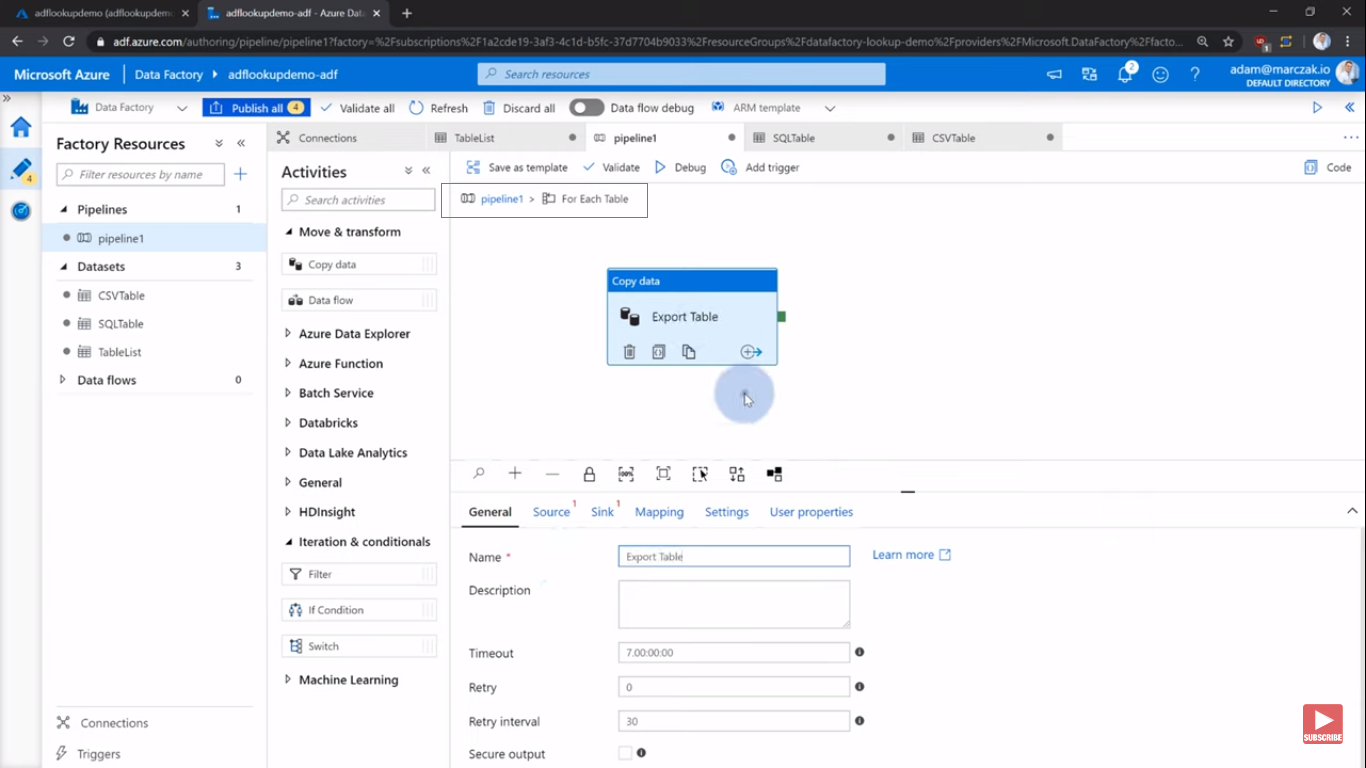 adflookupdemo (adflookupdemo
adflookupdemo-adf - Azure Data
adf.azure.com/authoring/pipeline/pipeline1?factory=%2Fsubscriptions%2F1a2cde19-3af3-4c1d-b5fc-37d7704b9033%2FresourceGroups%2Fdatafactory-lookup-demo%2Fproviders%2FMicrosoft.DataFactory%2Ffacto...
Microsoft Azure
Data Factory
adflookupdemo-adf
Search resources
2
adam@marczak.io
DEFAULT DIRECTORY
Data Factory
Publish all
4
Validate all
Refresh
Discard all
Data flow debug
ARM template
4
Factory Resources
Filter resources by name
Pipelines
1
pipeline1
Datasets
3
CSVTable
SQLTable
TableList
Data flows
0
Connections
Triggers
Connections
TableList
pipeline1
SQLTable
CSVTable
Activities
Search activities
Move & transform
Copy data
Data flow
Azure Data Explorer
Azure Function
Batch Service
Databricks
Data Lake Analytics
General
HDInsight
Iteration & conditionals
Filter
If Condition
Switch
Machine Learning
Save as template
Validate
Debug
Add trigger
Code
pipeline1 > For Each Table
Copy data
Export Table
100%
General
Source 1
Sink 1
Mapping
Settings
User properties
Name *
Export Table
Learn more
Description
Timeout
7.00:00:00
Retry
0
Retry interval
30
Secure output
SUBSCRIBE